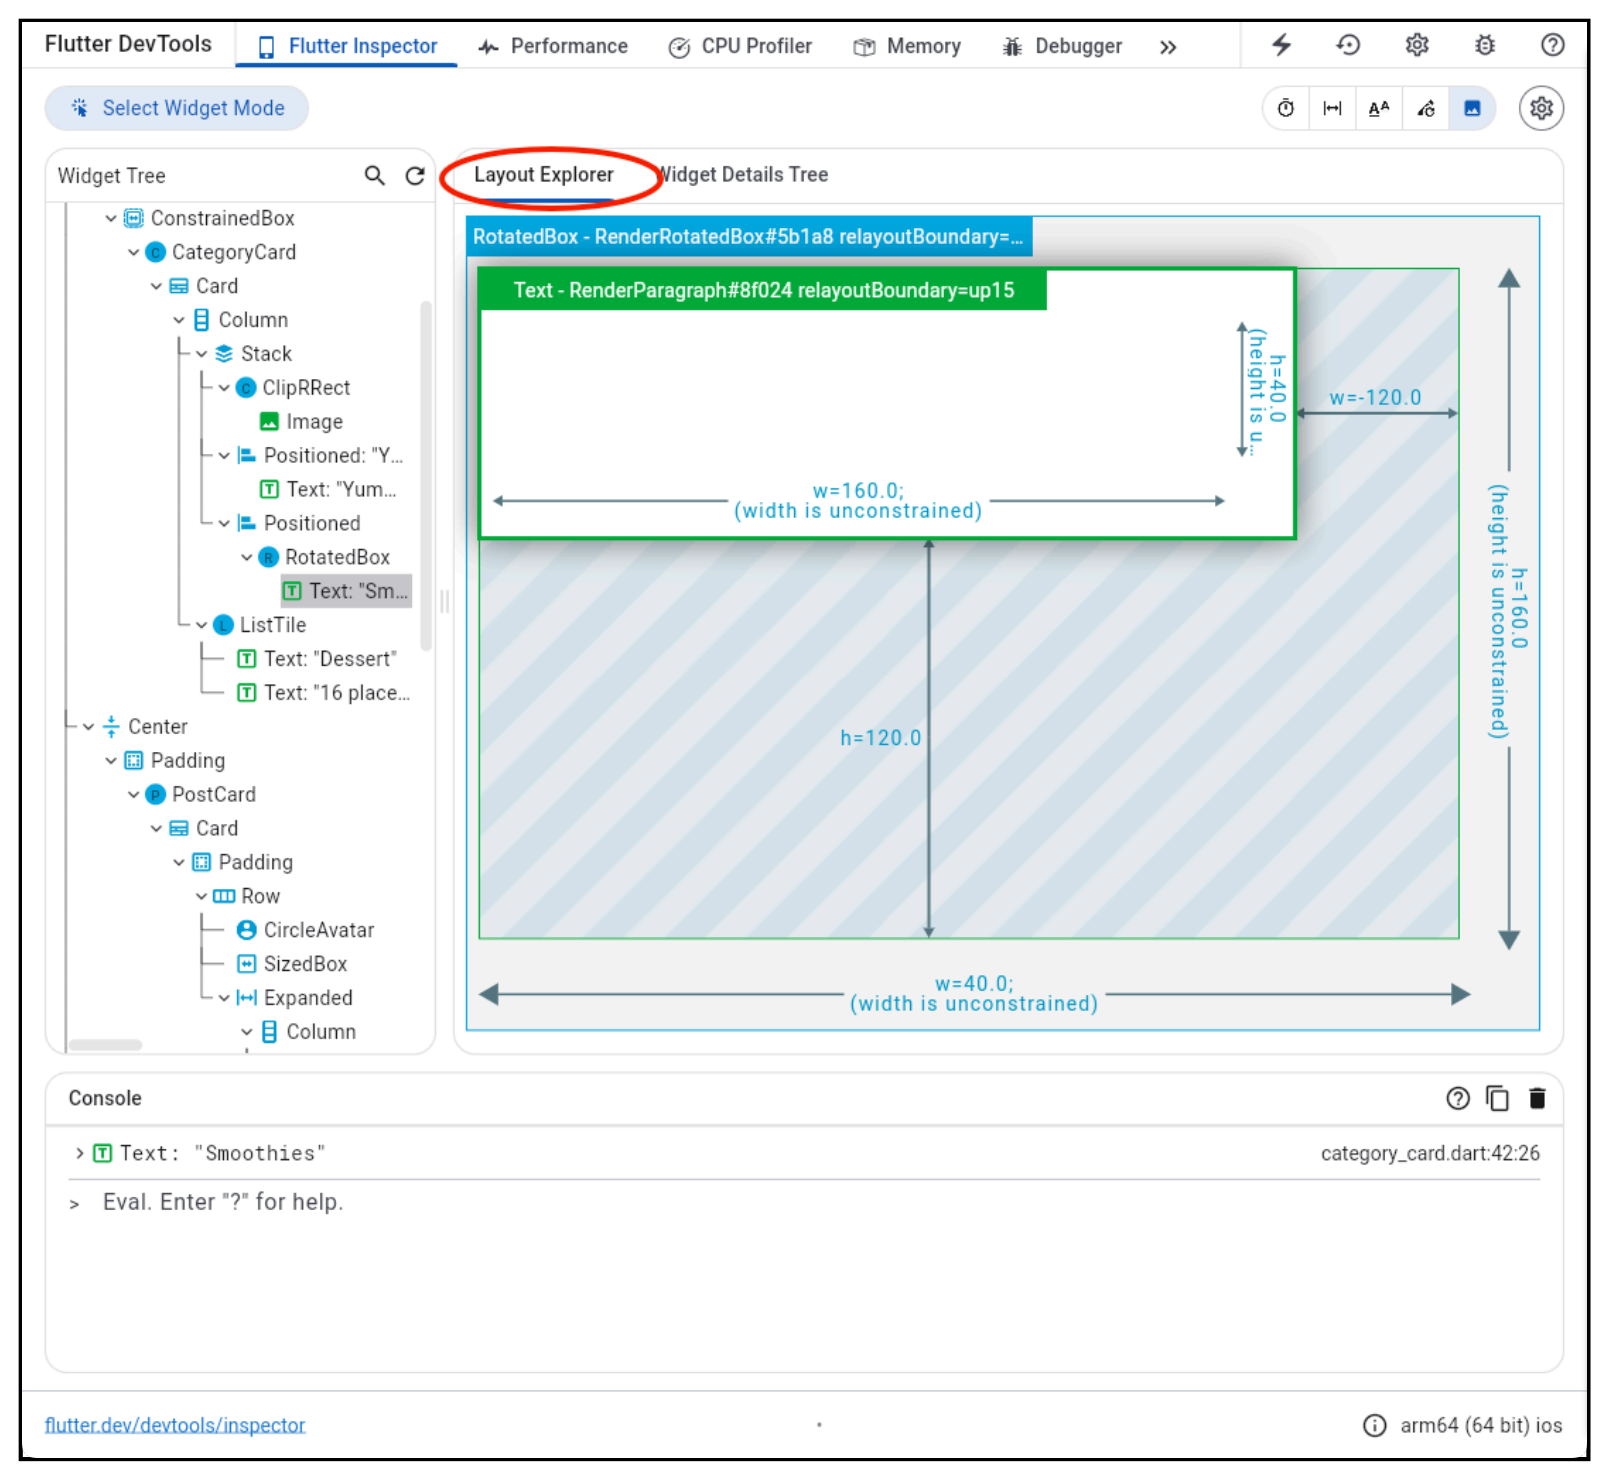 Flutter DevTools
Flutter Inspector
Performance
CPU Profiler
Memory
Debugger
Select Widget Mode
Widget Tree
ConstrainedBox
CategoryCard
Card
Column
Stack
ClipRRect
Image
Positioned: "Y...
Text: "Yum...
Positioned
RotatedBox
Text: "Sm...
ListTile
Text: "Dessert"
Text: "16 place...
Center
Padding
PostCard
Card
Padding
Row
CircleAvatar
SizedBox
Expanded
Column
Layout Explorer
Widget Details Tree
RotatedBox - RenderRotatedBox#5b1a8 relayoutBoundary=...
Text - RenderParagraph#8f024 relayoutBoundary=up15
h=40.0
(height is u...
w=-120.0
w=160.0;
(width is unconstrained)
h=120.0
h=160.0
(height is unconstrained)
w=40.0;
(width is unconstrained)
Console
Text: "Smoothies"
category_card.dart:42:26
> Eval. Enter "?" for help.
flutter.dev/devtools/inspector
arm64 (64 bit) ios